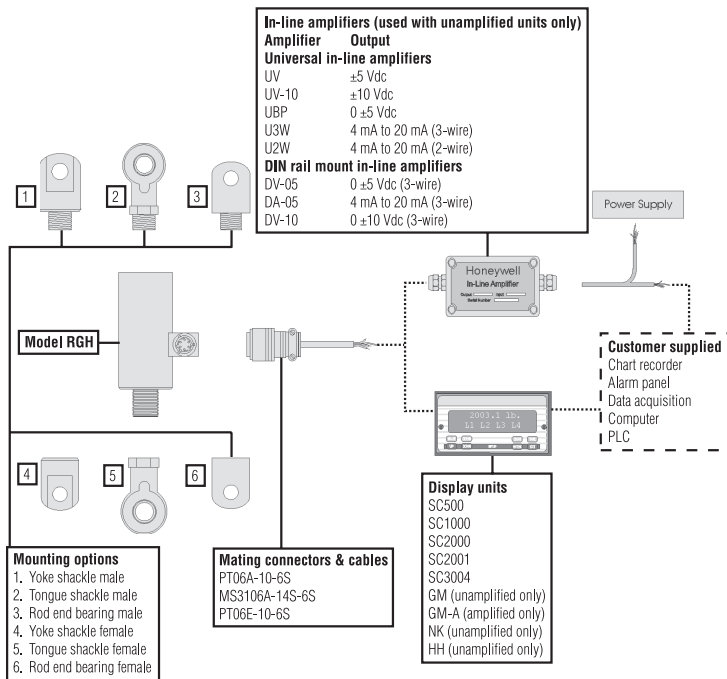 In-line amplifiers (used with unamplified units only)
Amplifier Output
Universal in-line amplifiers
UV ±5 Vdc
UV-10 ±10 Vdc
UBP 0 ±5 Vdc
U3W 4 mA to 20 mA (3-wire)
U2W 4 mA to 20 mA (2-wire)
DIN rail mount in-line amplifiers
DV-05 0 ±5 Vdc (3-wire)
DA-05 4 mA to 20 mA (3-wire)
DV-10 0 ±10 Vdc (3-wire)
1
2
3
Power Supply
Honeywell
In-Line Amplifier
Output
Serial Number
Model RGH
Customer supplied
Chart recorder
Alarm panel
Data acquisition
Computer
PLC
2003.1 lb.
L1 L2 L3 L4
4
5
6
Display units
SC500
SC1000
SC2000
SC2001
SC3004
GM (unamplified only)
GM-A (amplified only)
NK (unamplified only)
HH (unamplified only)
Mounting options
1. Yoke shackle male
2. Tongue shackle male
3. Rod end bearing male
4. Yoke shackle female
5. Tongue shackle female
6. Rod end bearing female
Mating connectors & cables
PT06A-10-6S
MS3106A-14S-6S
PT06E-10-6S